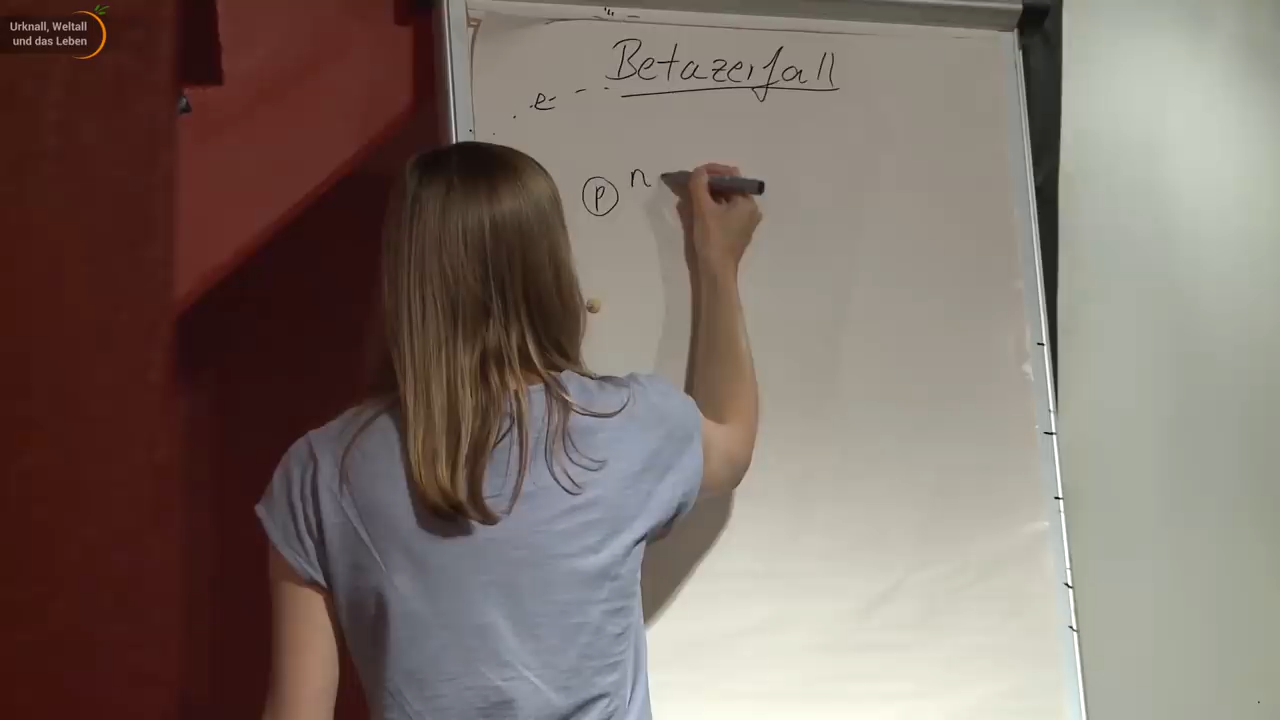 Urknall, Weltall
und das Leben
Betazerfall
e-
p n